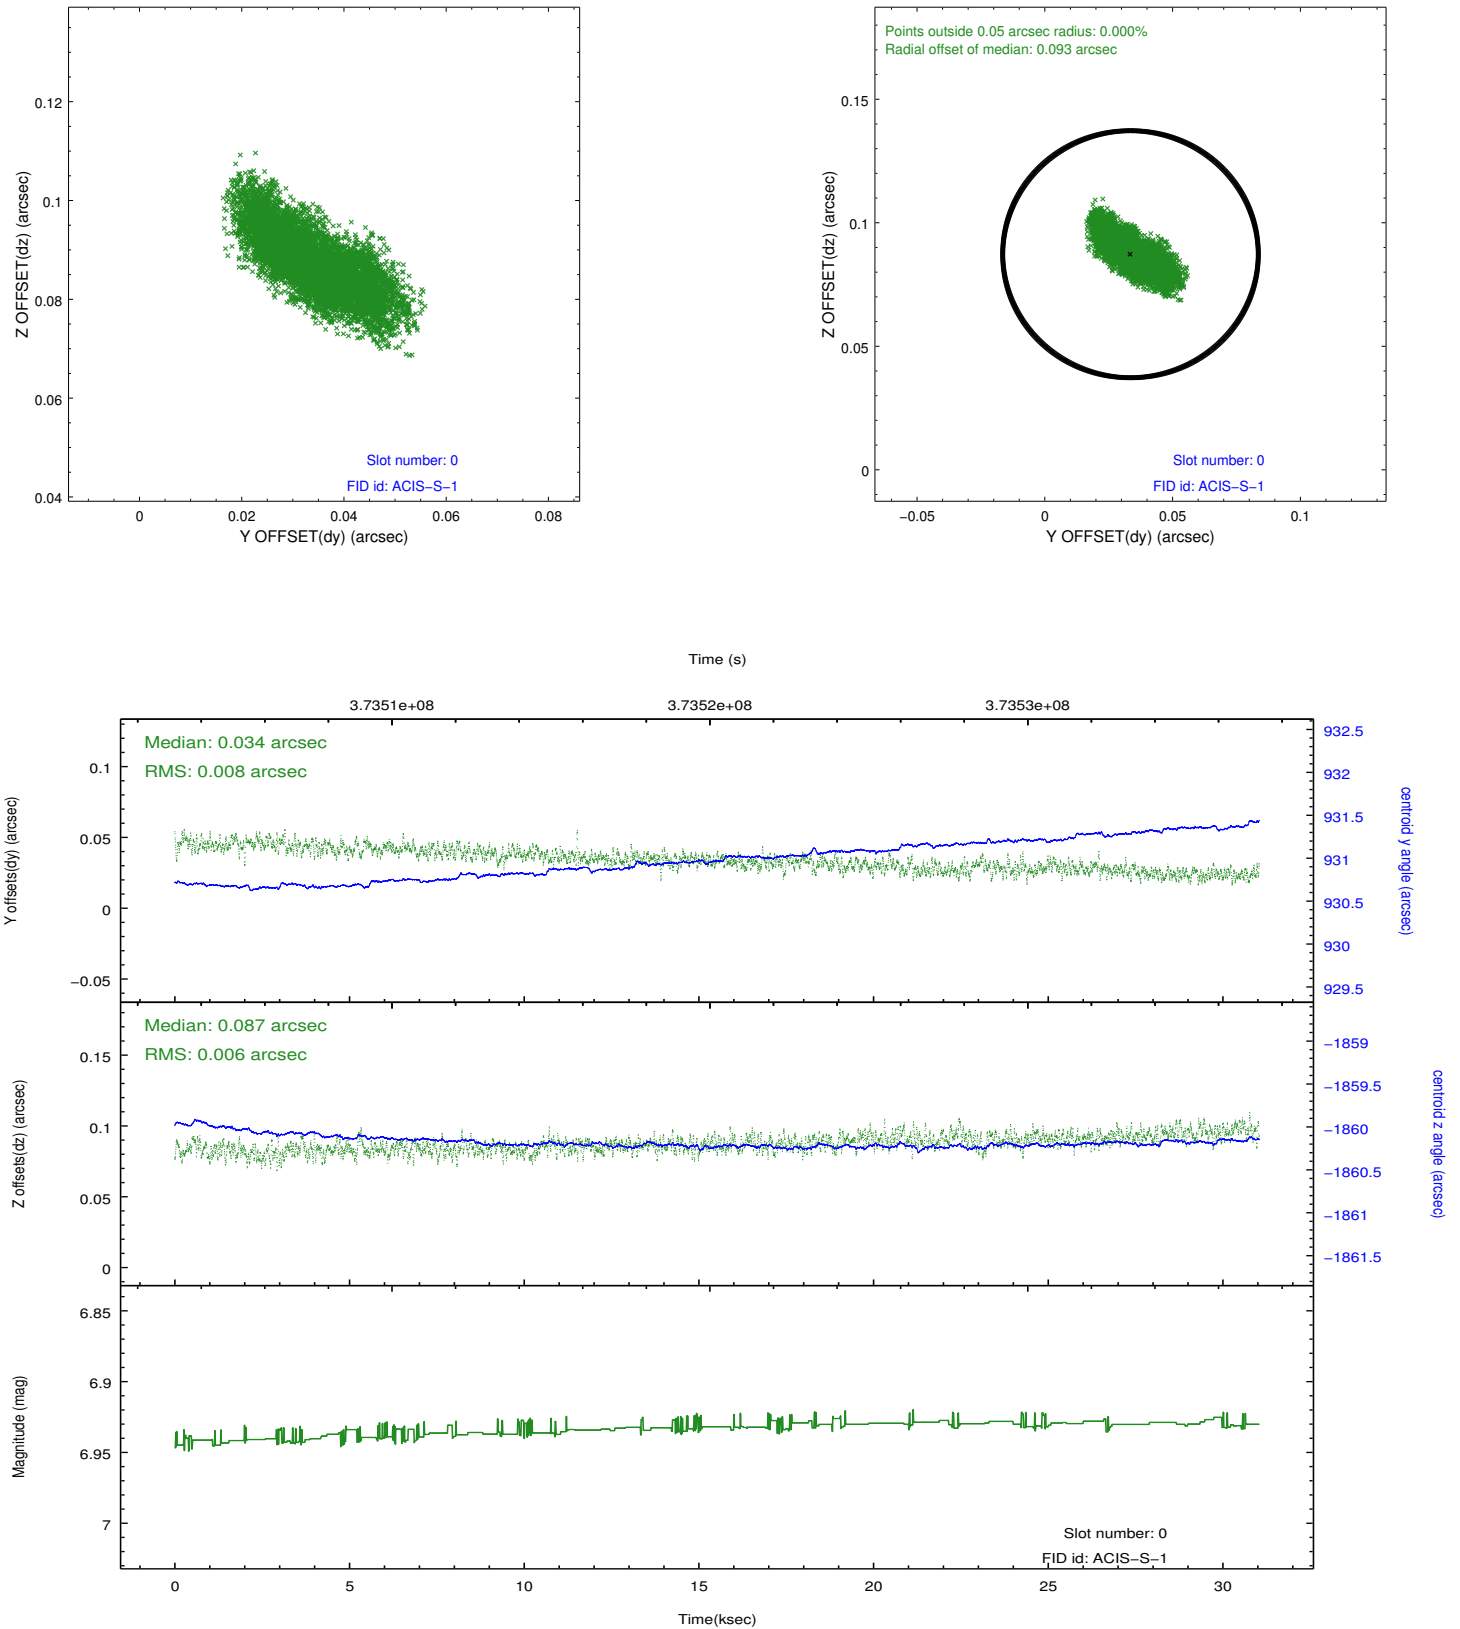 0.12
0.1
0.08
0.06
0.04
Z OFFSET(dz) (arcsec)
0
0.02
0.04
0.06
0.08
Y OFFSET(dy) (arcsec)
Slot number: 0
FID id: ACIS−S−1
Points outside 0.05 arcsec radius: 0.000%
Radial offset of median: 0.093 arcsec
0.15
0.1
0.05
0
Z OFFSET(dz) (arcsec)
−0.05
0
0.05
0.1
Y OFFSET(dy) (arcsec)
Slot number: 0
FID id: ACIS−S−1
Time (s)
3.7351e+08
3.7352e+08
3.7353e+08
Median: 0.034 arcsec
RMS: 0.008 arcsec
0.1
0.05
0
−0.05
Y offsets(dy) (arcsec)
932.5
932
931.5
931
930.5
930
929.5
centroid y angle (arcsec)
Median: 0.087 arcsec
RMS: 0.006 arcsec
0.15
0.1
0.05
0
Z offsets(dz) (arcsec)
−1859
−1859.5
−1860
−1860.5
−1861
−1861.5
centroid z angle (arcsec)
6.85
6.9
6.95
7
Magnitude (mag)
Slot number: 0
FID id: ACIS−S−1
0
5
10
15
20
25
30
Time(ksec)